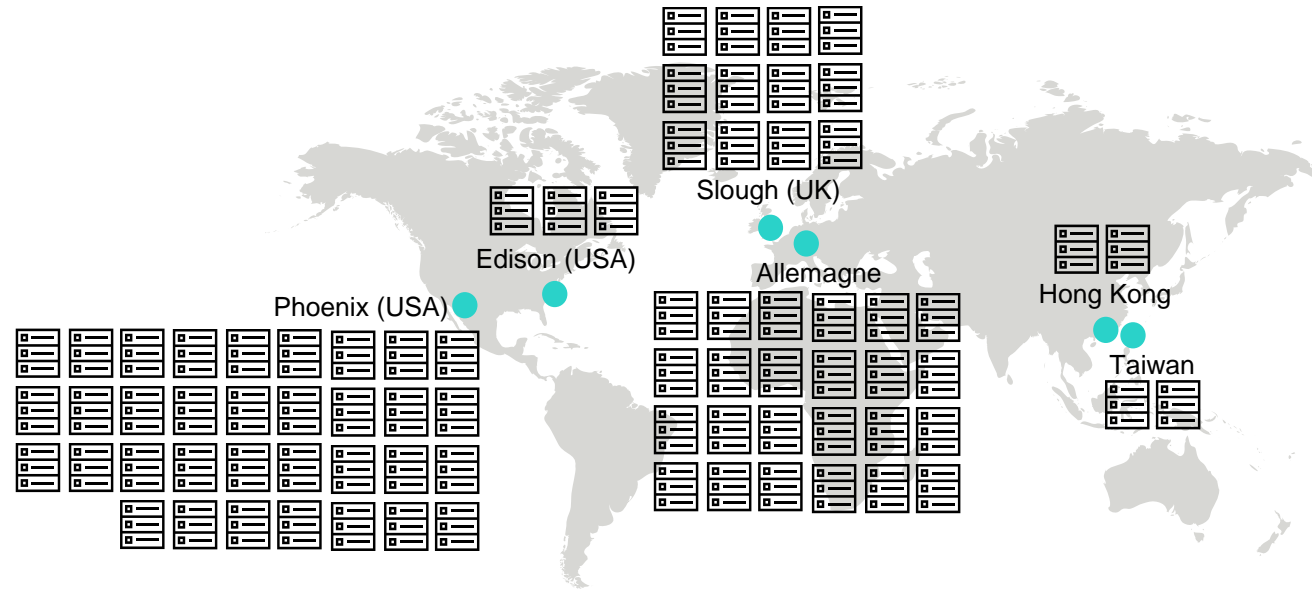 Slough (UK)
Edison (USA)
Allemagne
Phoenix (USA)
Hong Kong
Taiwan